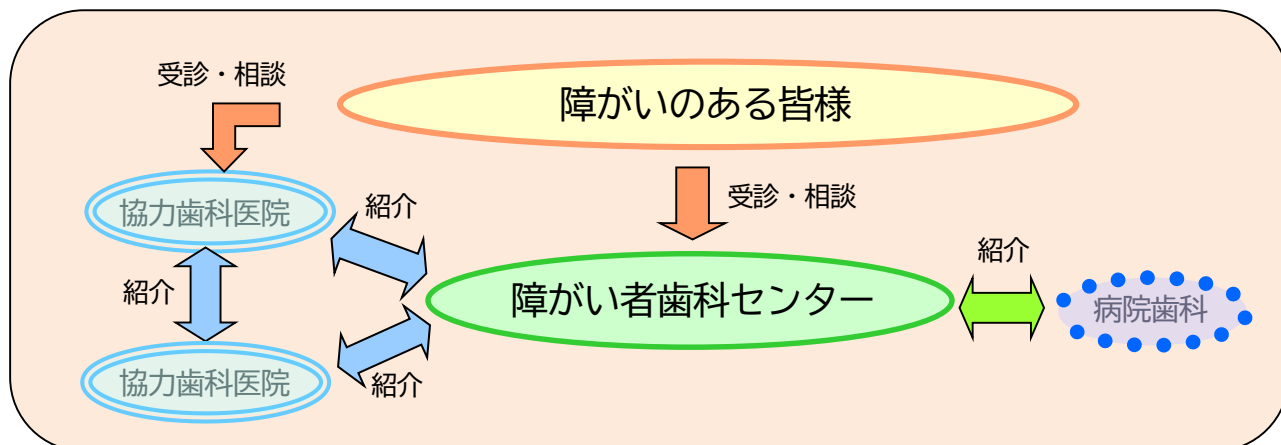 受診・相談
障がいのある皆様
受診・相談
協力歯科医院
紹介
紹介
障がい者歯科センター
紹介
病院歯科
協力歯科医院
紹介